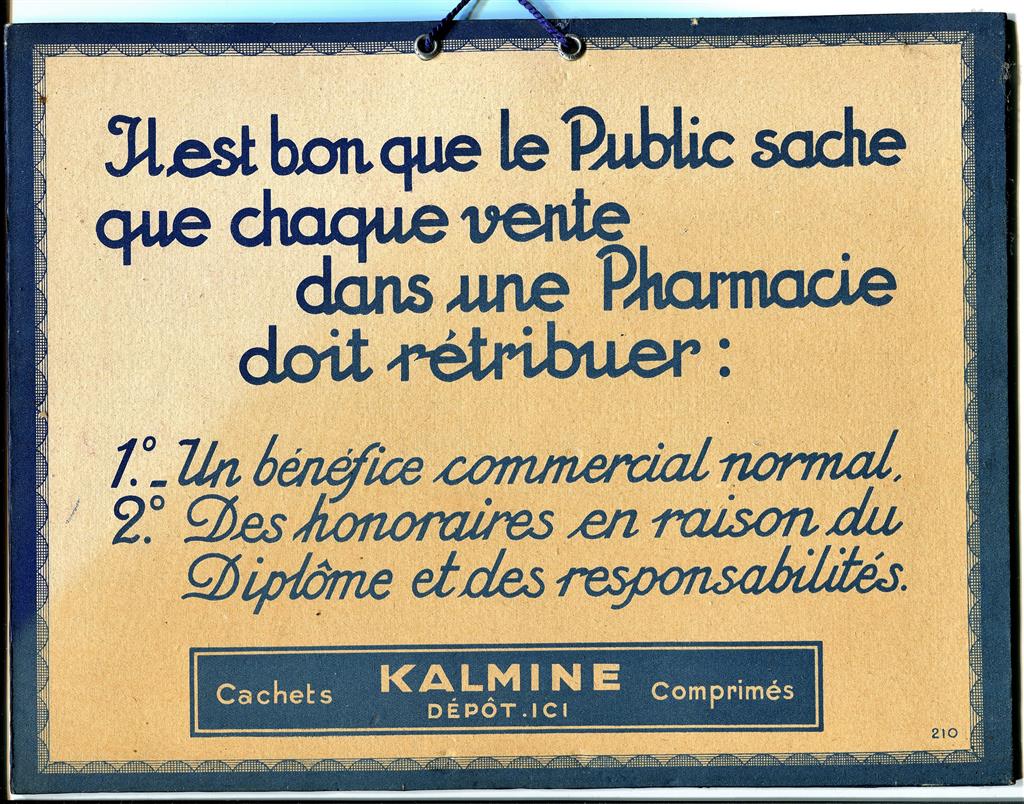 Il est bon que le Public sache
que chaque vente
dans une Pharmacie
doit rétribuer :
1.º_ Un bénéfice commercial normal.
2.º Des honoraires en raison du
Diplôme et des responsabilités.
Cachets KALMINE Comprimés
DÉPÔT.ICI
210